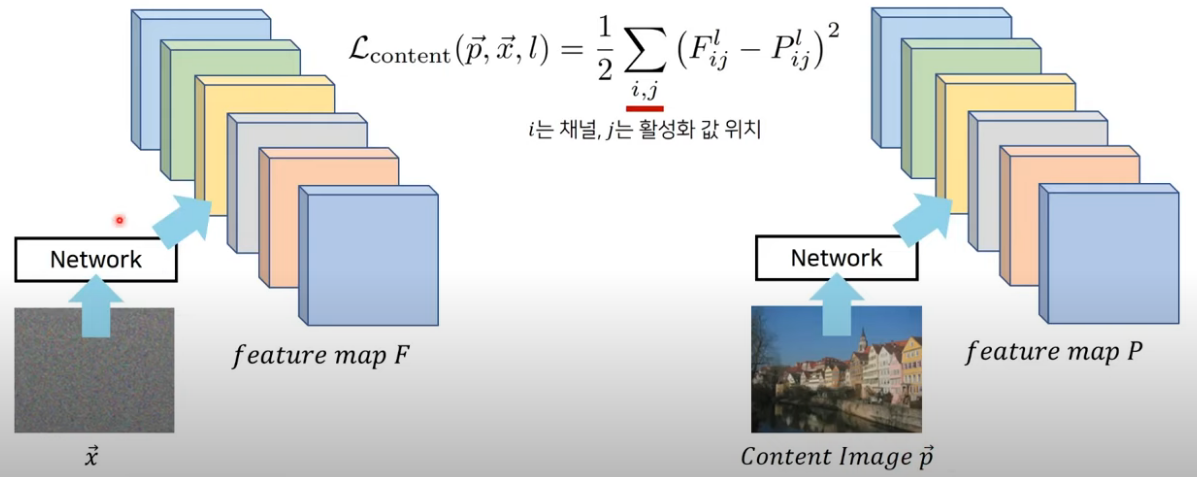 $\mathcal{L}_{\text{content}}(\vec{p}, \vec{x}, l) = \frac{1}{2} \sum_{i,j} \left(F_{ij}^{l} - P_{ij}^{l}\right)^2$
i는 채널, j는 활성화 값 위치
Network
feature map F
$\vec{x}$
Network
feature map P
Content Image $\vec{p}$